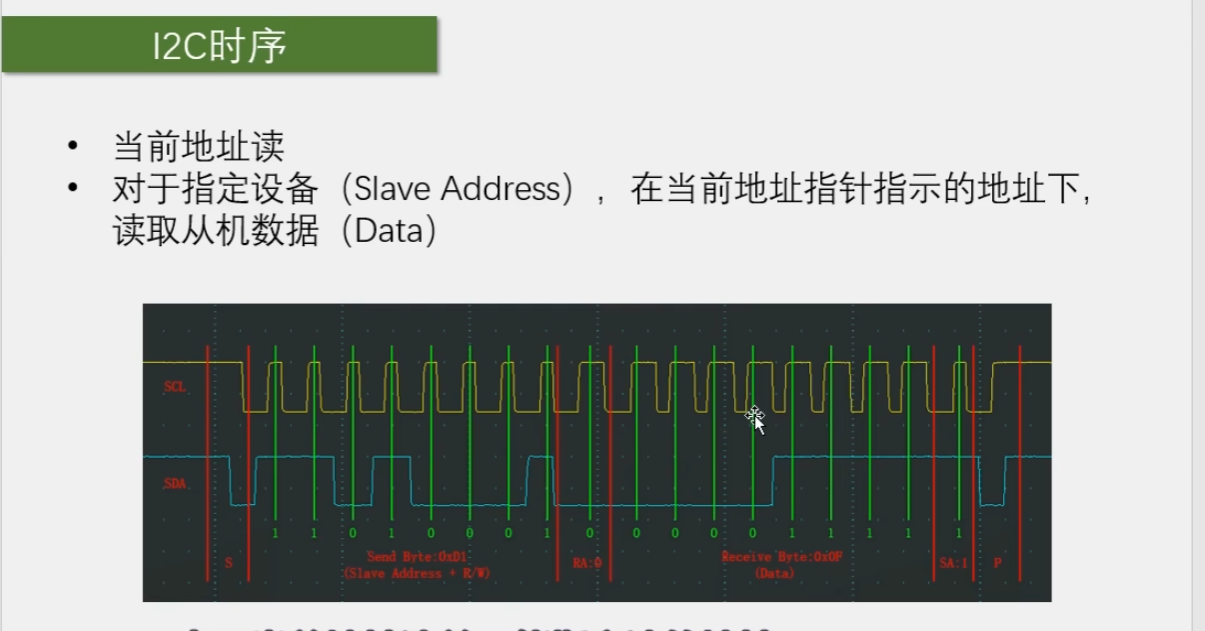 I2C时序
• 当前地址读
• 对于指定设备（Slave Address），在当前地址指针指示的地址下，
读取从机数据（Data）
SCL
SDA
1 1 0 1 0 0 0 1 0 0 0 0 0 1 1 1 1 1
S Send Byte:0xD1 RA:0 Receive Byte:0x0F SA:1 P
(Slave Address + R/W) (Data)